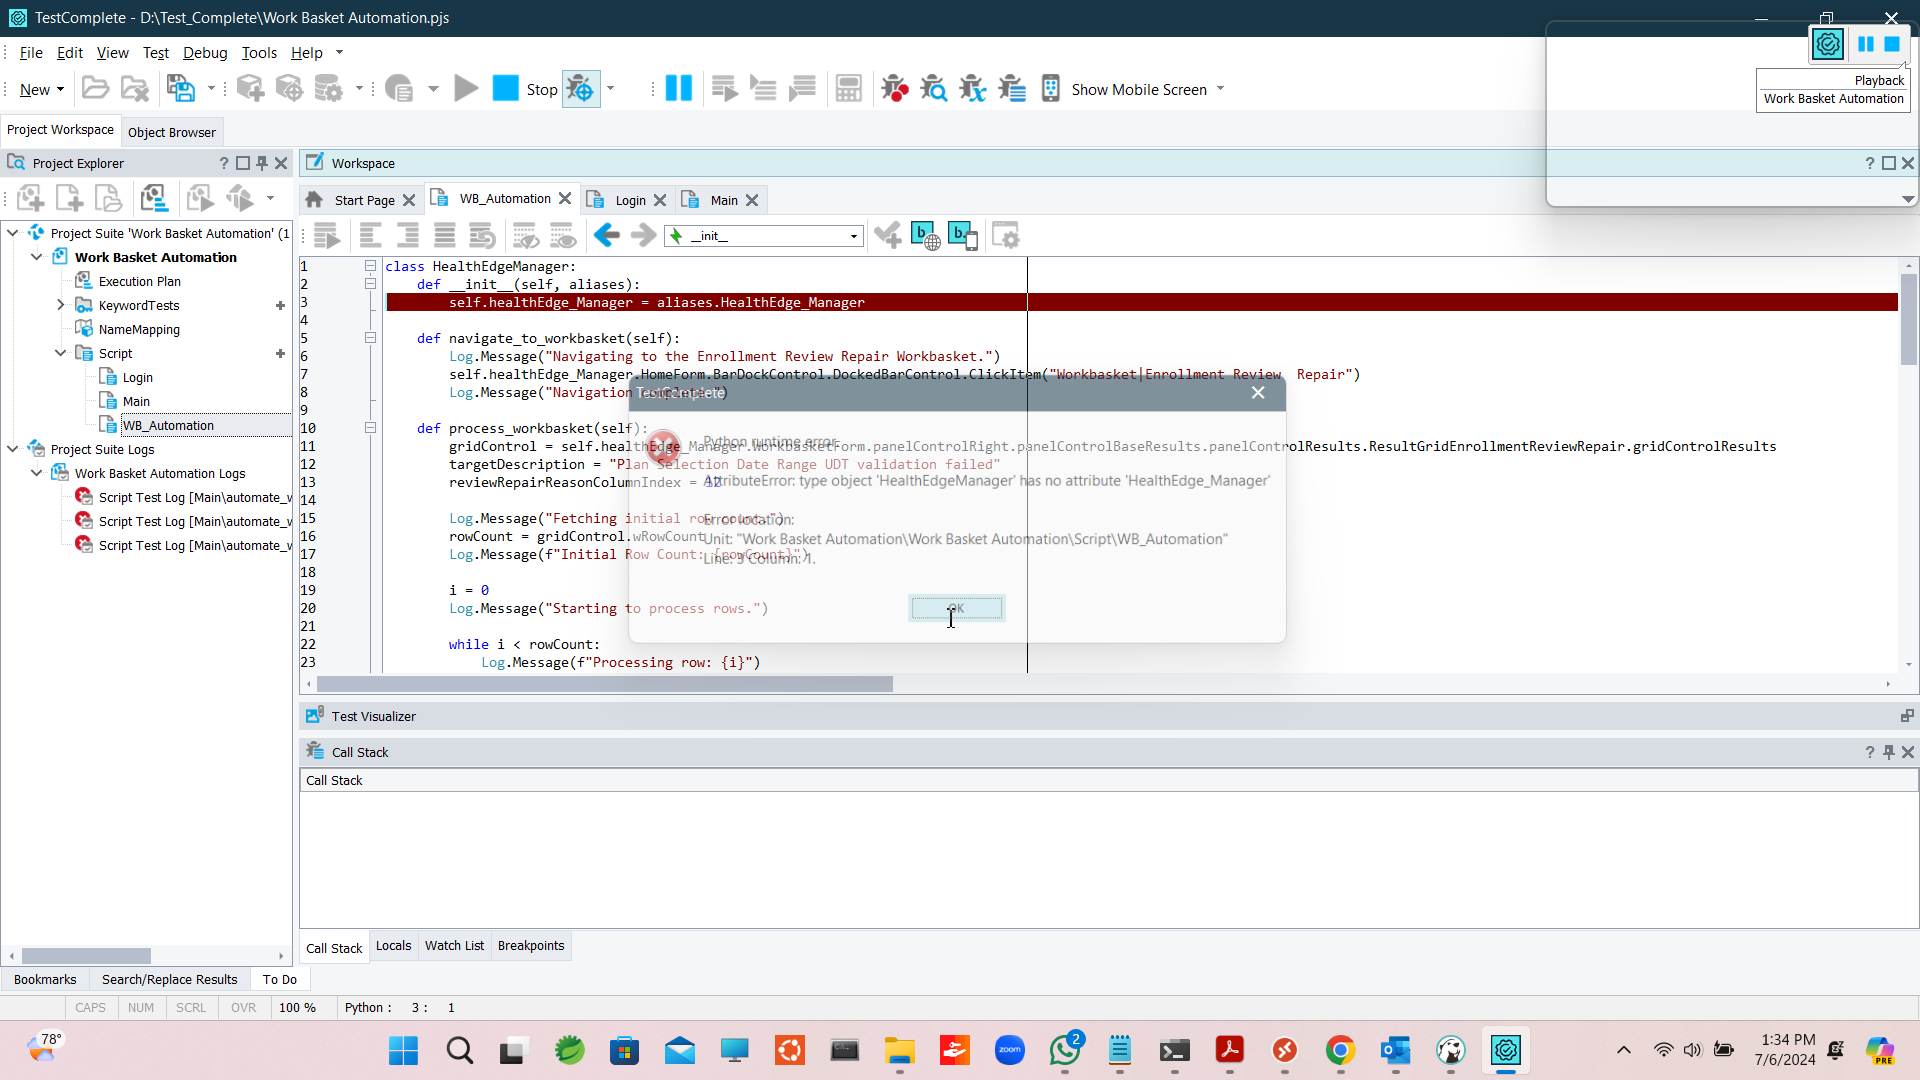 TestComplete - D:\Test_Complete\Work Basket Automation.pjs
File Edit View Test Debug Tools Help
New Stop Show Mobile Screen
Playback
Work Basket Automation
Project Workspace Object Browser
Project Explorer
Workspace
Start Page WB_Automation Login Main
__init__
Project Suite 'Work Basket Automation' (1
Work Basket Automation
Execution Plan
KeywordTests
NameMapping
Script
Login
Main
WB_Automation
Project Suite Logs
Work Basket Automation Logs
Script Test Log [Main\automate_w
Script Test Log [Main\automate_w
Script Test Log [Main\automate_w
1 class HealthEdgeManager:
2 def __init__(self, aliases):
3 self.healthEdge_Manager = aliases.HealthEdge_Manager
4
5 def navigate_to_workbasket(self):
6 Log.Message("Navigating to the Enrollment Review Repair Workbasket.")
7 self.healthEdge_Manager.HomeForm.BarDockControl.DockedBarControl.ClickItem("Workbasket|Enrollment Review  Repair")
8 Log.Message("Navigation complete.")
9
10 def process_workbasket(self):
11 gridControl = self.healthEdge_Manager.WorkbasketForm.panelControlRight.panelControlBaseResults.panelControlResults.ResultGridEnrollmentReviewRepair.gridControlResults
12 targetDescription = "Plan Selection Date Range UDT validation failed"
13 reviewRepairReasonColumnIndex = 12
14
15 Log.Message("Fetching initial row count.")
16 rowCount = gridControl.wRowCount
17 Log.Message(f"Initial Row Count: {rowCount}")
18
19 i = 0
20 Log.Message("Starting to process rows.")
21
22 while i < rowCount:
23 Log.Message(f"Processing row: {i}")
TestComplete
Python runtime error.
AttributeError: type object 'HealthEdgeManager' has no attribute 'HealthEdge_Manager'
Error location:
Unit: "Work Basket Automation\Work Basket Automation\Script\WB_Automation"
Line: 3 Column: 1.
OK
Test Visualizer
Call Stack
Call Stack
Call Stack Locals Watch List Breakpoints
Bookmarks Search/Replace Results To Do
CAPS NUM SCRL OVR 100 % Python : 3 : 1
78°
zoom
2
1:34 PM
7/6/2024
PRE